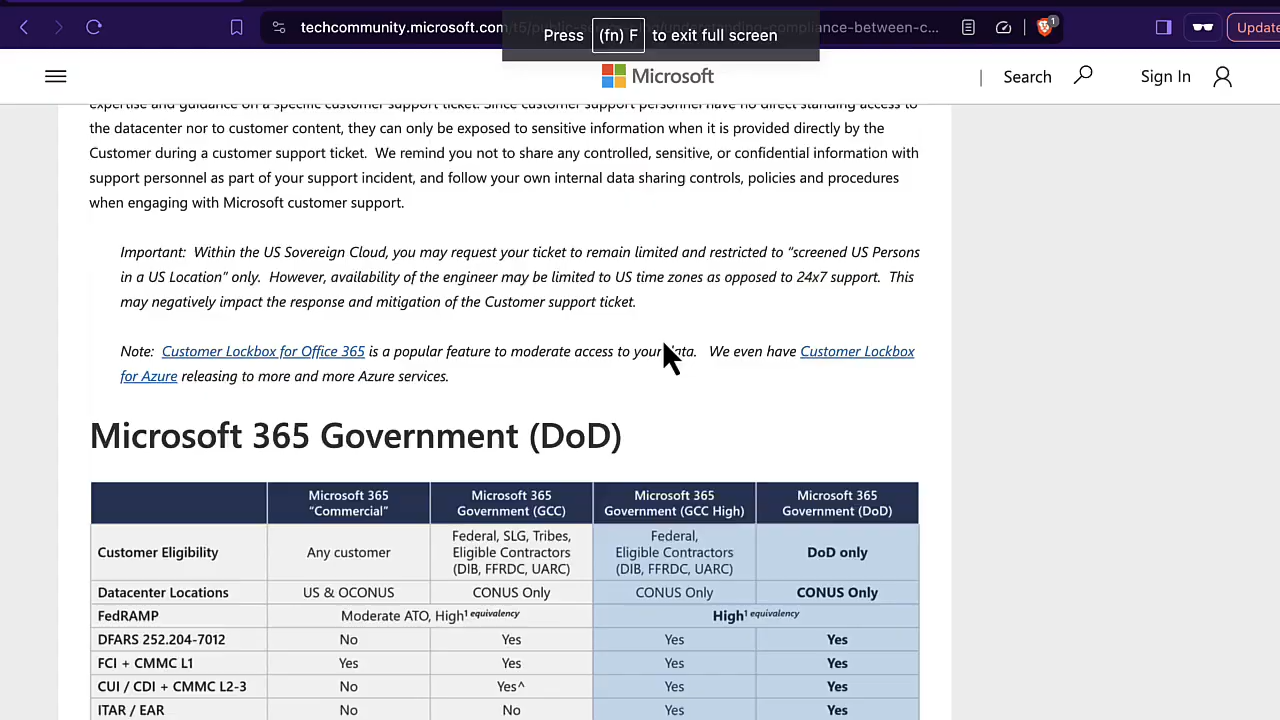 techcommunity.microsoft.com
mpliance-between-c...
1
Update
Press (fn) F to exit full screen
Microsoft
Search
Sign In
expertise and guidance on a specific customer support ticket. Since customer support personnel have no direct standing access to
the datacenter nor to customer content, they can only be exposed to sensitive information when it is provided directly by the
Customer during a customer support ticket. We remind you not to share any controlled, sensitive, or confidential information with
support personnel as part of your support incident, and follow your own internal data sharing controls, policies and procedures
when engaging with Microsoft customer support.
Important: Within the US Sovereign Cloud, you may request your ticket to remain limited and restricted to “screened US Persons
in a US Location” only. However, availability of the engineer may be limited to US time zones as opposed to 24x7 support. This
may negatively impact the response and mitigation of the Customer support ticket.
Note: Customer Lockbox for Office 365 is a popular feature to moderate access to your data. We even have Customer Lockbox
for Azure releasing to more and more Azure services.
Microsoft 365 Government (DoD)
Microsoft 365 “Commercial” Microsoft 365 Government (GCC) Microsoft 365 Government (GCC High) Microsoft 365 Government (DoD)
Customer Eligibility Any customer Federal, SLG, Tribes, Eligible Contractors (DIB, FFRDC, UARC) Federal, Eligible Contractors (DIB, FFRDC, UARC) DoD only
Datacenter Locations US & OCONUS CONUS Only CONUS Only CONUS Only
FedRAMP Moderate ATO, High¹ equivalency High¹ equivalency
DFARS 252.204-7012 No Yes Yes Yes
FCI + CMMC L1 Yes Yes Yes Yes
CUI / CDI + CMMC L2-3 No Yes^ Yes Yes
ITAR / EAR No No Yes Yes